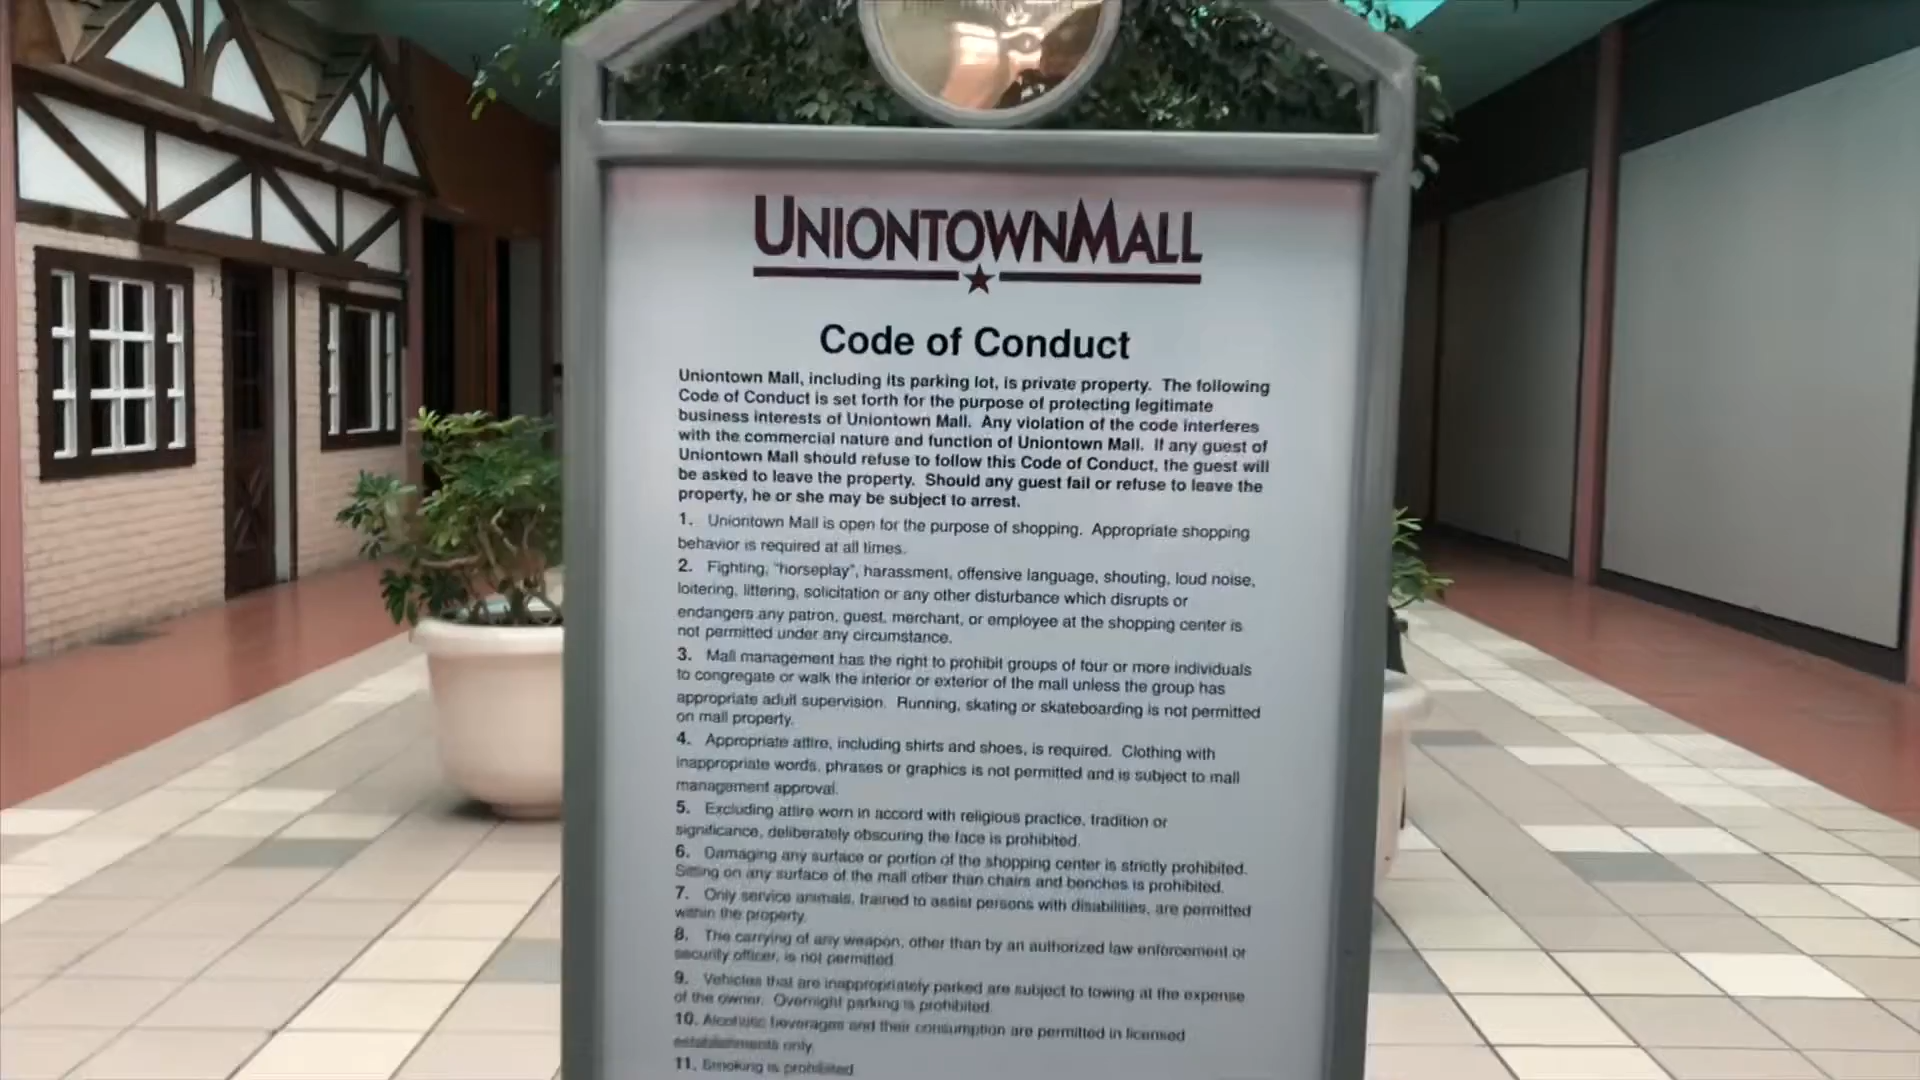 UNIONTOWNMALL
Code of Conduct
Uniontown Mall, including its parking lot, is private property. The following
Code of Conduct is set forth for the purpose of protecting legitimate
business interests of Uniontown Mall. Any violation of the code interferes
with the commercial nature and function of Uniontown Mall. If any guest of
Uniontown Mall should refuse to follow this Code of Conduct, the guest will
be asked to leave the property. Should any guest fail or refuse to leave the
property, he or she may be subject to arrest.
1. Uniontown Mall is open for the purpose of shopping. Appropriate shopping
behavior is required at all times.
2. Fighting, "horseplay", harassment, offensive language, shouting, loud noise,
loitering, littering, solicitation or any other disturbance which disrupts or
endangers any patron, guest, merchant, or employee at the shopping center is
not permitted under any circumstance.
3. Mall management has the right to prohibit groups of four or more individuals
to congregate or walk the interior or exterior of the mall unless the group has
appropriate adult supervision. Running, skating or skateboarding is not permitted
on mall property.
4. Appropriate attire, including shirts and shoes, is required. Clothing with
inappropriate words, phrases or graphics is not permitted and is subject to mall
management approval.
5. Excluding attire worn in accord with religious practice, tradition or
significance, deliberately obscuring the face is prohibited.
6. Damaging any surface or portion of the shopping center is strictly prohibited.
Sitting on any surface of the mall other than chairs and benches is prohibited.
7. Only service animals, trained to assist persons with disabilities, are permitted
within the property.
8. The carrying of any weapon, other than by an authorized law enforcement or
security officer, is not permitted
9. Vehicles that are inappropriately parked are subject to towing at the expense
of the owner. Overnight parking is prohibited.
10. Alcoholic beverages and their consumption are permitted in licensed
establishments only.
11. Smoking is prohibited